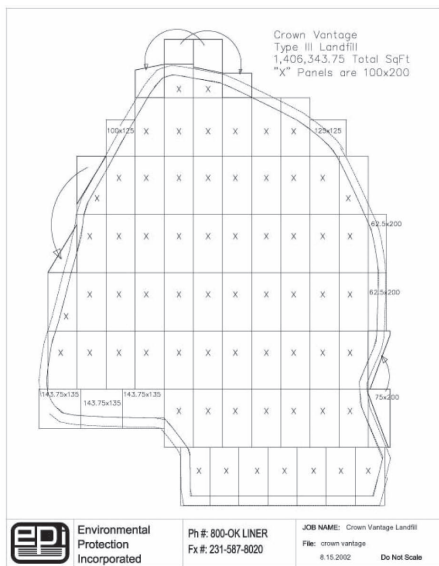 Crown Vantage
Type III Landfill
1,406,343.75 Total SqFt
"X" Panels are 100x200
X X
100x125 X X X X X X 125x125
X X X X X X X X
X X
X X X X X X X X X X
62.5x200
X X X X X X X X X X
62.5x200
X
X X X X X X X X X X X
143.75x135 143.75x135 143.75x135
75x200
X X X X X X X
X X X X X X X
epi
Environmental
Protection
Incorporated
Ph #: 800-OK LINER
Fx #: 231-587-8020
JOB NAME: Crown Vantage Landfill
File: crown vantage
8.15.2002 Do Not Scale